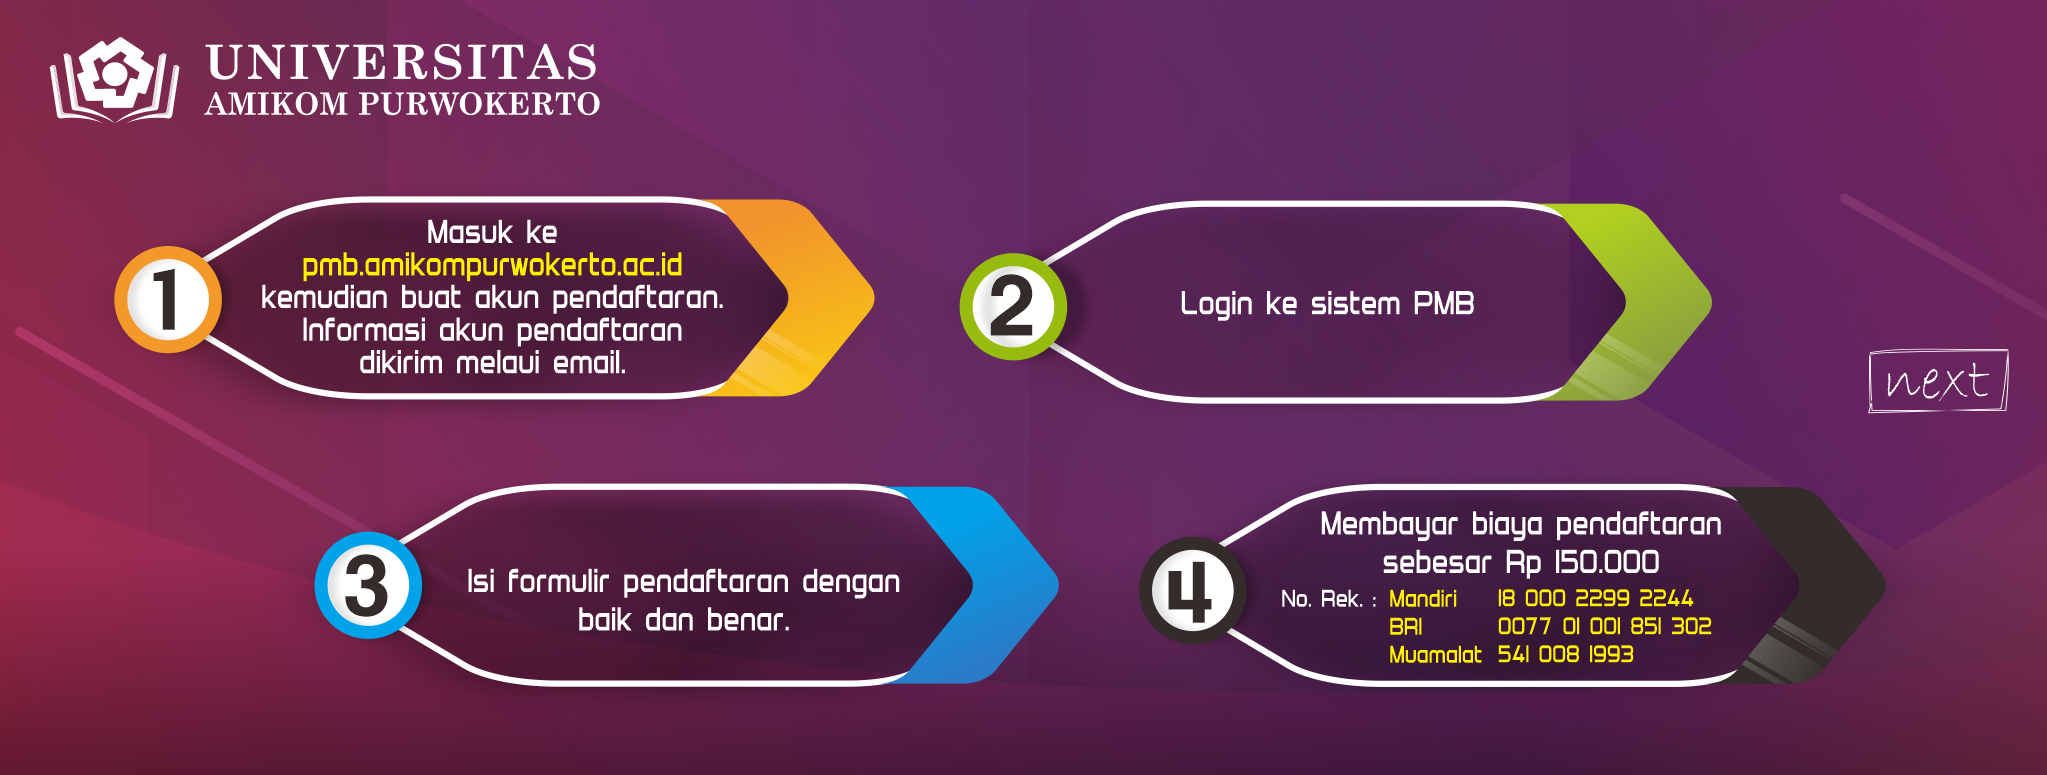 UNIVERSITAS
AMIKOM PURWOKERTO
1
Masuk ke
pmb.amikompurwokerto.ac.id
kemudian buat akun pendaftaran.
Informasi akun pendaftaran
dikirim melaui email.
2
Login ke sistem PMB
next
3
Isi formulir pendaftaran dengan
baik dan benar.
4
Membayar biaya pendaftaran
sebesar Rp 150.000
No. Rek. : Mandiri 18 000 2299 2244
BRI 0077 01 001 851 302
Muamalat 541 008 1993